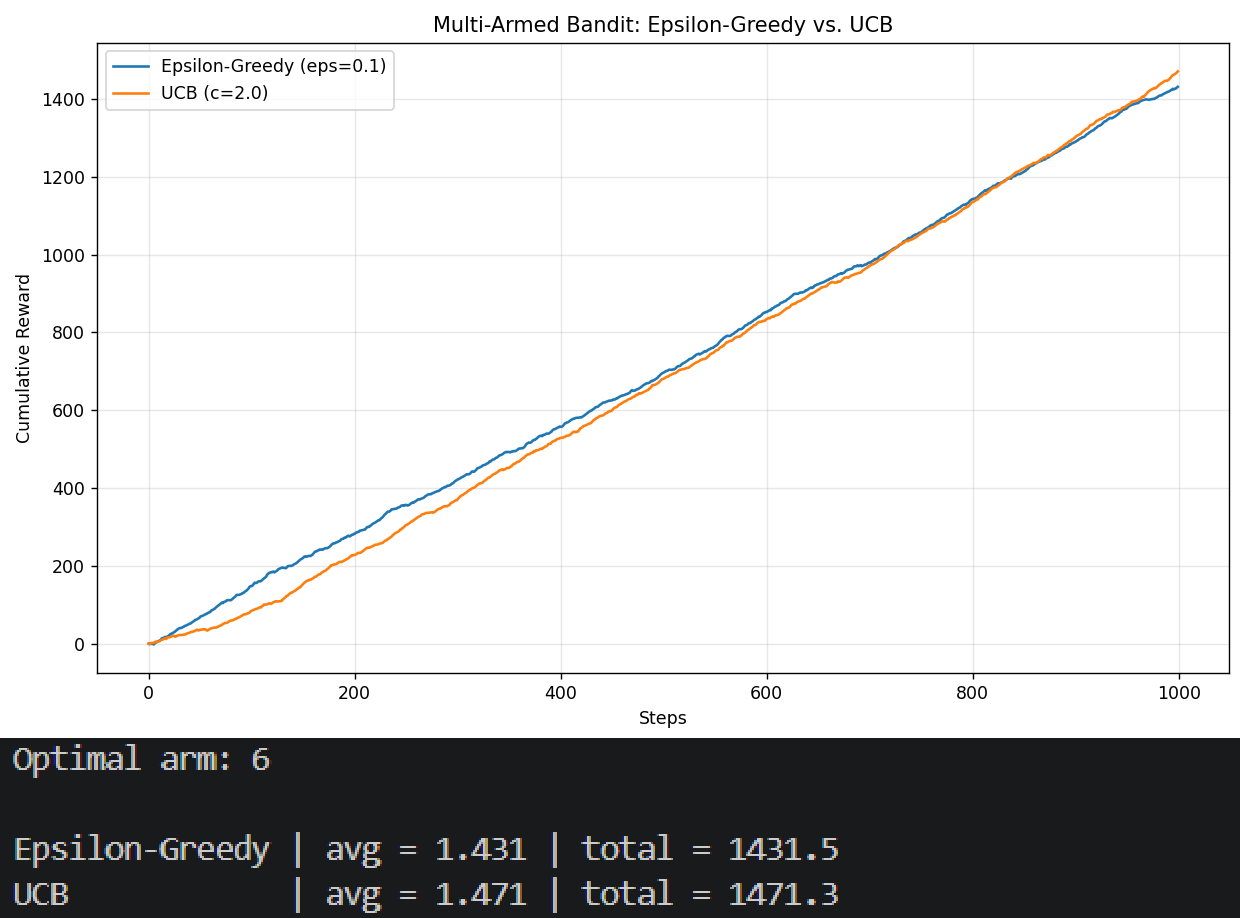 Multi-Armed Bandit: Epsilon-Greedy vs. UCB
Epsilon-Greedy (eps=0.1)
UCB (c=2.0)
1400
1200
1000
800
600
400
200
0
Cumulative Reward
0 200 400 600 800 1000
Steps
Optimal arm: 6
Epsilon-Greedy | avg = 1.431 | total = 1431.5
UCB | avg = 1.471 | total = 1471.3